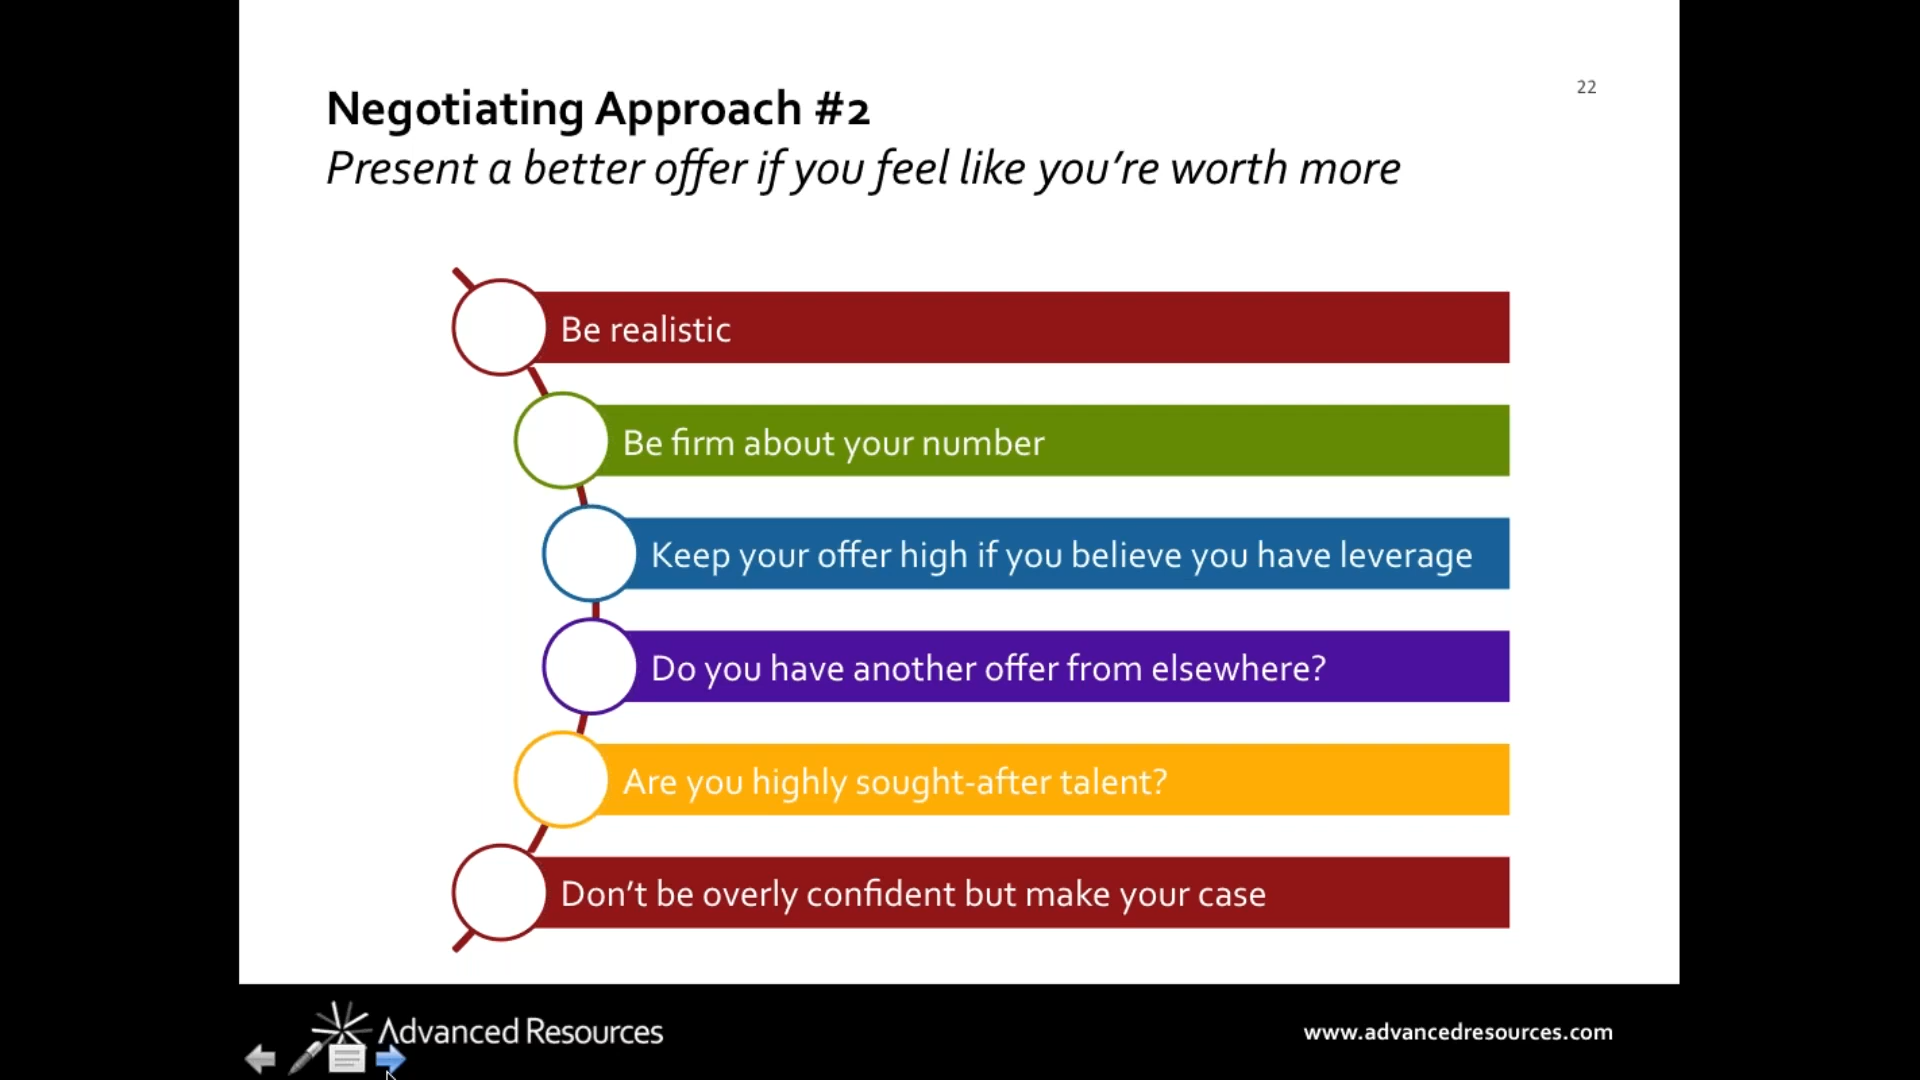 22
Negotiating Approach #2
Present a better offer if you feel like you’re worth more
Be realistic
Be firm about your number
Keep your offer high if you believe you have leverage
Do you have another offer from elsewhere?
Are you highly sought-after talent?
Don’t be overly confident but make your case
Advanced Resources
www.advancedresources.com